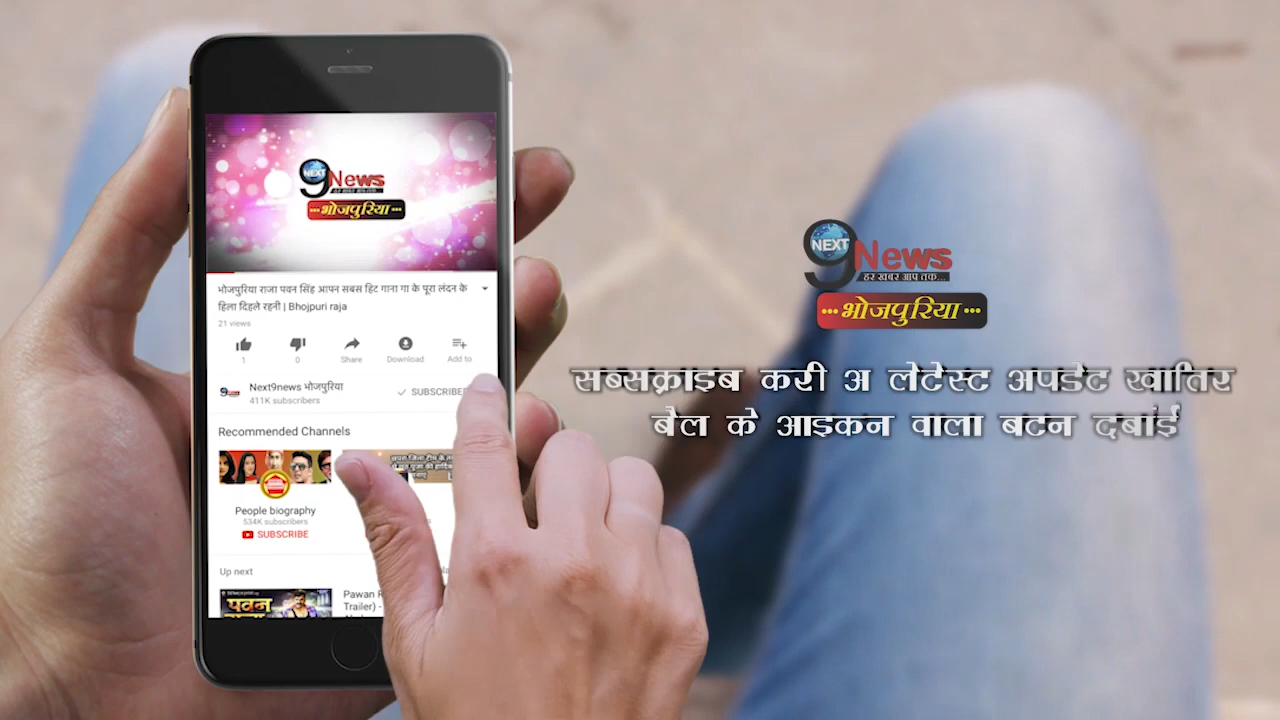 NEXT
9 News
हर खबर आप तक...
भोजपुरिया
भोजपुरिया राजा पवन सिंह आपन सबस हिट गाना गा के पूरा लंदन के
हिला दिहले रहनी | Bhojpuri raja
21 views
1
0
Share
Download
Add to
Next9news भोजपुरिया
SUBSCRIBE
411K subscribers
Recommended Channels
People biography
534K subscribers
SUBSCRIBE
Up next
पवन
Pawan R
Trailer) -
NEXT
9 News
हर खबर आप तक...
भोजपुरिया
सब्सक्राइब करी अ लेटेस्ट अपडेट खातिर
बेल के आइकन वाला बटन दबाई